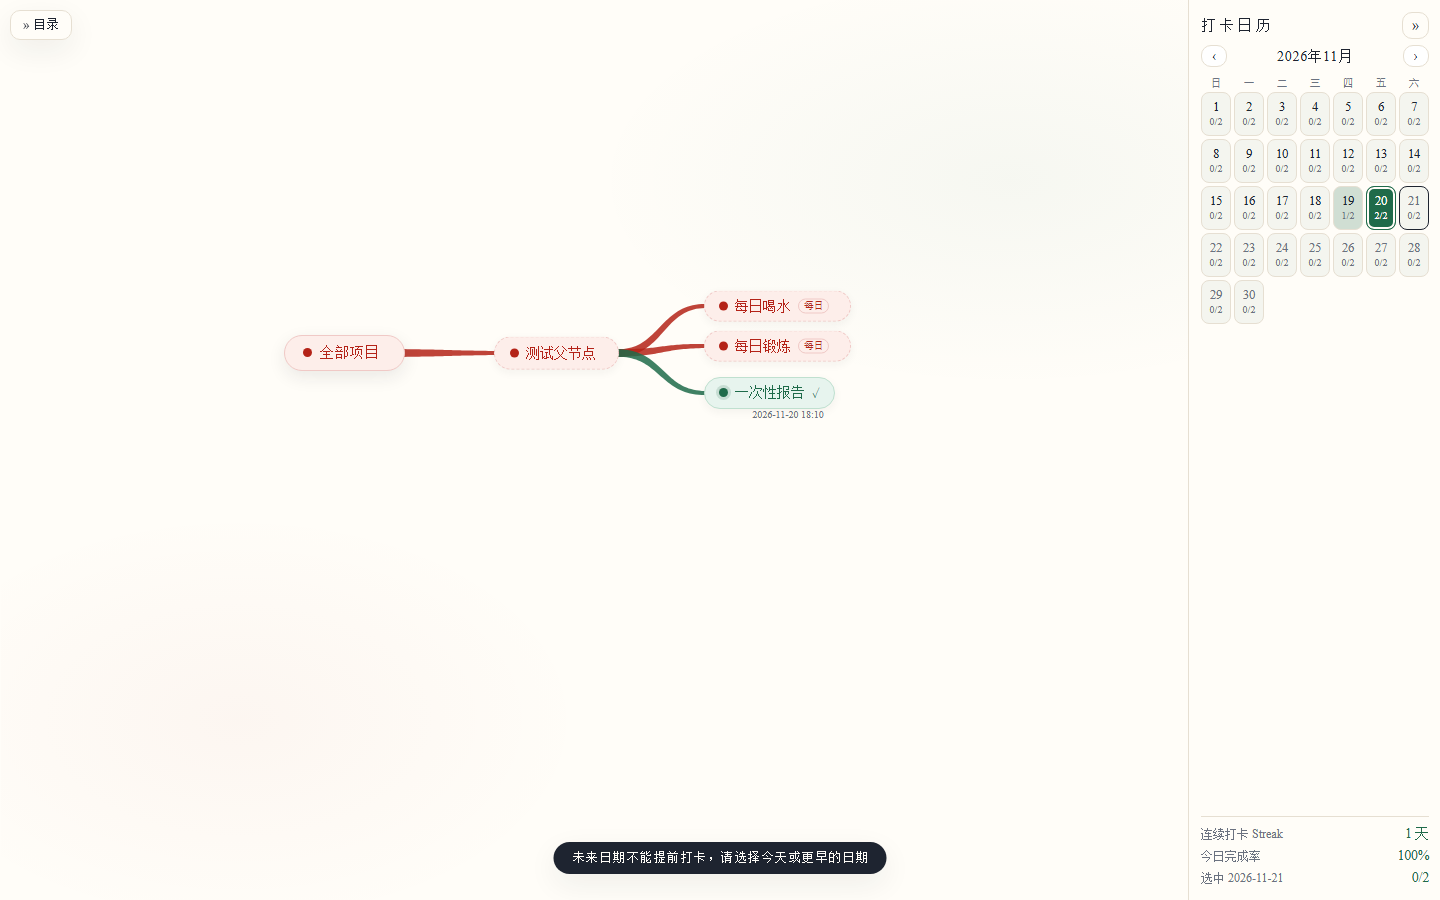 » 目录
全部项目
测试父节点
每日喝水 每日
每日锻炼 每日
一次性报告 ✓
2026-11-20 18:10
未来日期不能提前打卡，请选择今天或更早的日期
打卡日历 »
‹ 2026年11月 ›
日 一 二 三 四 五 六
1 2 3 4 5 6 7
0/2 0/2 0/2 0/2 0/2 0/2 0/2
8 9 10 11 12 13 14
0/2 0/2 0/2 0/2 0/2 0/2 0/2
15 16 17 18 19 20 21
0/2 0/2 0/2 0/2 1/2 2/2 0/2
22 23 24 25 26 27 28
0/2 0/2 0/2 0/2 0/2 0/2 0/2
29 30
0/2 0/2
连续打卡 Streak 1 天
今日完成率 100%
选中 2026-11-21 0/2